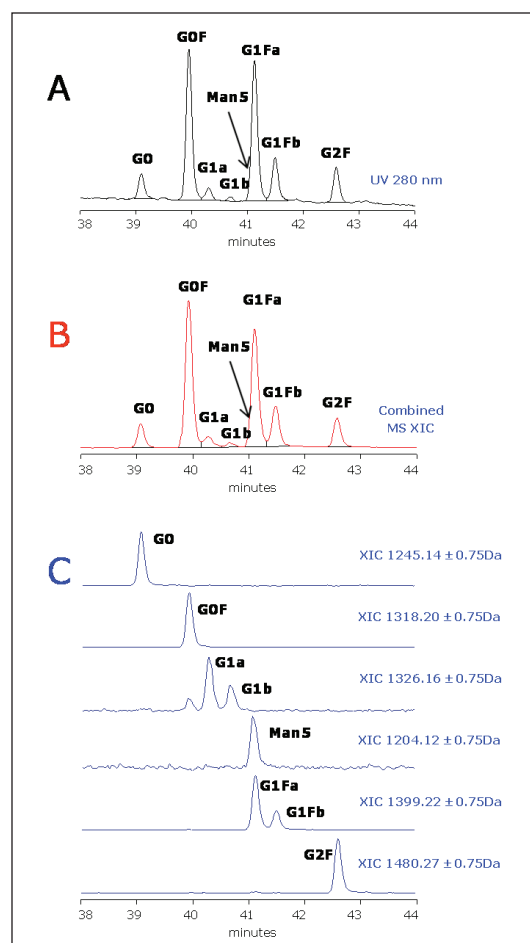 A
G0
G0F
G1a
Man5
G1b
G1Fa
G1Fb
G2F
UV 280 nm
38 39 40 41 42 43 44
minutes
B
G0
G0F
G1a
Man5
G1b
G1Fa
G1Fb
G2F
Combined
MS XIC
38 39 40 41 42 43 44
minutes
C
G0
XIC 1245.14 ± 0.75Da
G0F
XIC 1318.20 ± 0.75Da
G1a
G1b
XIC 1326.16 ± 0.75Da
Man5
XIC 1204.12 ± 0.75Da
G1Fa
G1Fb
XIC 1399.22 ± 0.75Da
G2F
XIC 1480.27 ± 0.75Da
38 39 40 41 42 43 44
minutes